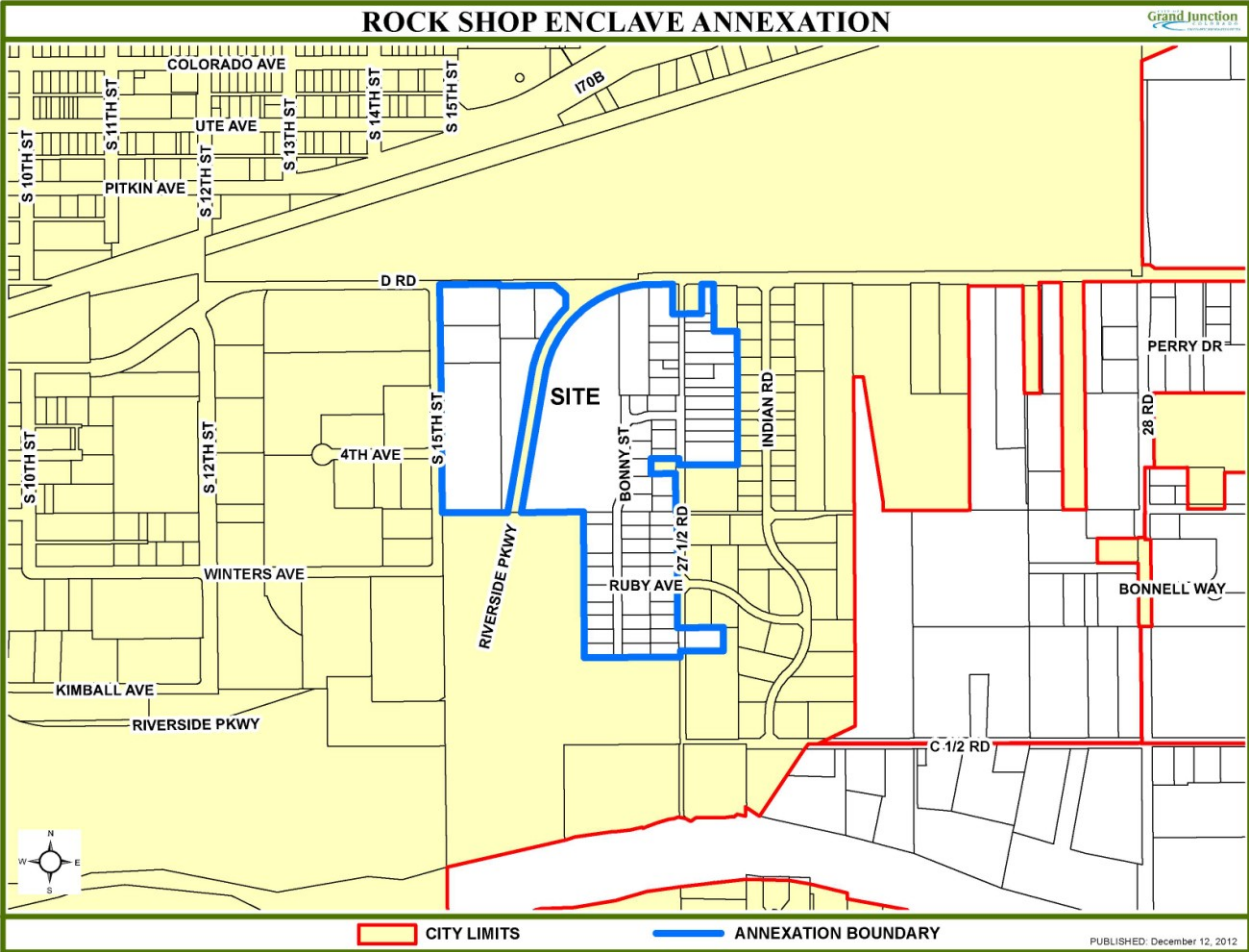 ROCK SHOP ENCLAVE ANNEXATION
CITY OF
Grand Junction
COLORADO
COLORADO AVE
I70B
S 11TH ST
S 14TH ST
S 15TH ST
UTE AVE
S 13TH ST
S 10TH ST
S 12TH ST
PITKIN AVE
D RD
PERRY DR
SITE
INDIAN RD
28 RD
S 15TH ST
S 10TH ST
S 12TH ST
4TH AVE
BONNY ST
27-1/2 RD
WINTERS AVE
RIVERSIDE PKWY
RUBY AVE
BONNELL WAY
KIMBALL AVE
RIVERSIDE PKWY
C 1/2 RD
N
W E
S
CITY LIMITS
ANNEXATION BOUNDARY
PUBLISHED: December 12, 2012